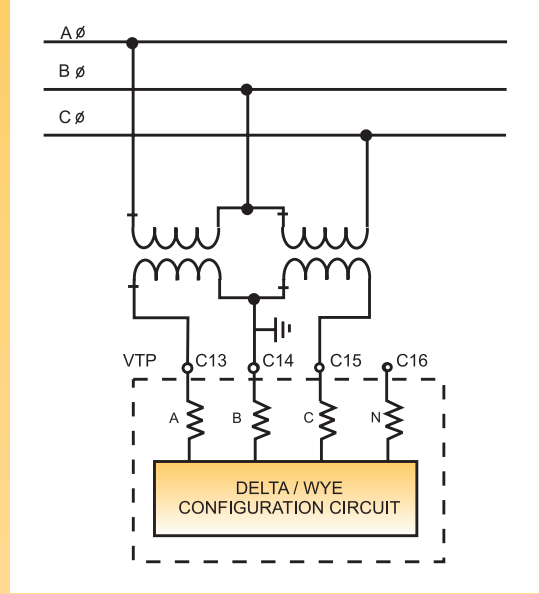 A ø
B ø
C ø
VTP C13 C14 C15 C16
A B C N
DELTA / WYE
CONFIGURATION CIRCUIT